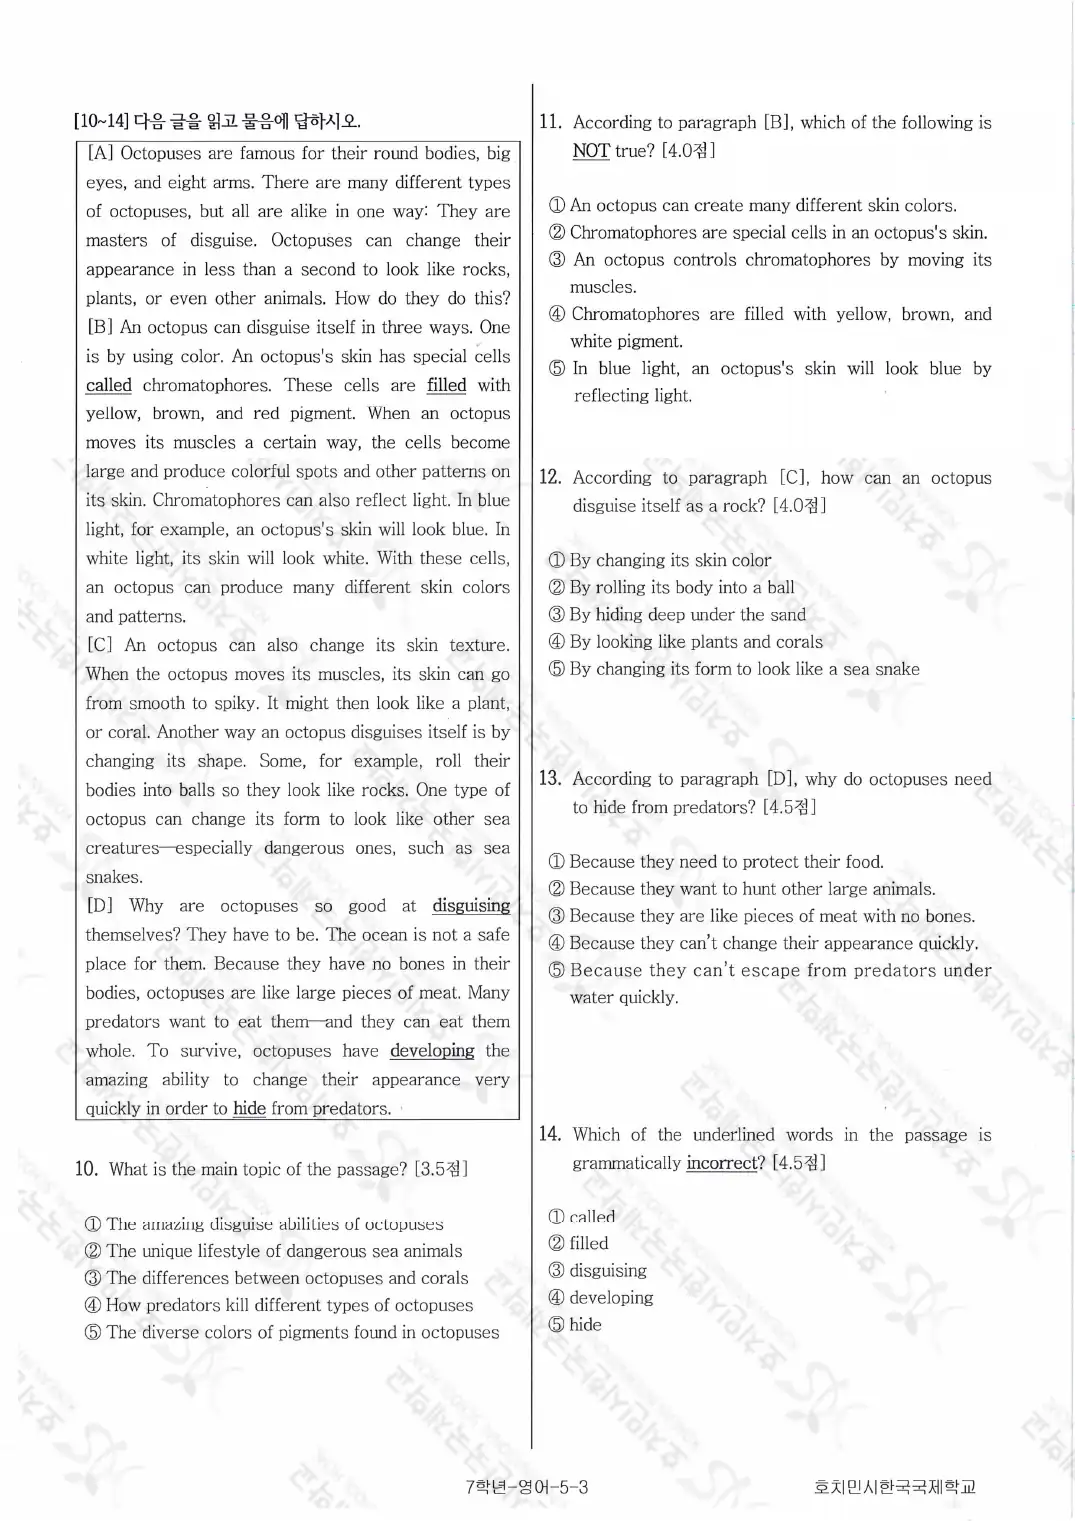 [10~14] 다음 글을 읽고 물음에 답하시오.
[A] Octopuses are famous for their round bodies, big
eyes, and eight arms. There are many different types
of octopuses, but all are alike in one way: They are
masters of disguise. Octopuses can change their
appearance in less than a second to look like rocks,
plants, or even other animals. How do they do this?
[B] An octopus can disguise itself in three ways. One
is by using color. An octopus's skin has special cells
called chromatophores. These cells are filled with
yellow, brown, and red pigment. When an octopus
moves its muscles a certain way, the cells become
large and produce colorful spots and other patterns on
its skin. Chromatophores can also reflect light. In blue
light, for example, an octopus's skin will look blue. In
white light, its skin will look white. With these cells,
an octopus can produce many different skin colors
and patterns.
[C] An octopus can also change its skin texture.
When the octopus moves its muscles, its skin can go
from smooth to spiky. It might then look like a plant,
or coral. Another way an octopus disguises itself is by
changing its shape. Some, for example, roll their
bodies into balls so they look like rocks. One type of
octopus can change its form to look like other sea
creatures—especially dangerous ones, such as sea
snakes.
[D] Why are octopuses so good at disguising
themselves? They have to be. The ocean is not a safe
place for them. Because they have no bones in their
bodies, octopuses are like large pieces of meat. Many
predators want to eat them—and they can eat them
whole. To survive, octopuses have developing the
amazing ability to change their appearance very
quickly in order to hide from predators.
10. What is the main topic of the passage? [3.5점]
① The amazing disguise abilities of octopuses
② The unique lifestyle of dangerous sea animals
③ The differences between octopuses and corals
④ How predators kill different types of octopuses
⑤ The diverse colors of pigments found in octopuses
11. According to paragraph [B], which of the following is
NOT true? [4.0점]
① An octopus can create many different skin colors.
② Chromatophores are special cells in an octopus's skin.
③ An octopus controls chromatophores by moving its
muscles.
④ Chromatophores are filled with yellow, brown, and
white pigment.
⑤ In blue light, an octopus's skin will look blue by
reflecting light.
12. According to paragraph [C], how can an octopus
disguise itself as a rock? [4.0점]
① By changing its skin color
② By rolling its body into a ball
③ By hiding deep under the sand
④ By looking like plants and corals
⑤ By changing its form to look like a sea snake
13. According to paragraph [D], why do octopuses need
to hide from predators? [4.5점]
① Because they need to protect their food.
② Because they want to hunt other large animals.
③ Because they are like pieces of meat with no bones.
④ Because they can't change their appearance quickly.
⑤ Because they can't escape from predators under
water quickly.
14. Which of the underlined words in the passage is
grammatically incorrect? [4.5점]
① called
② filled
③ disguising
④ developing
⑤ hide
7학년-영어-5-3
호치민시한국국제학교